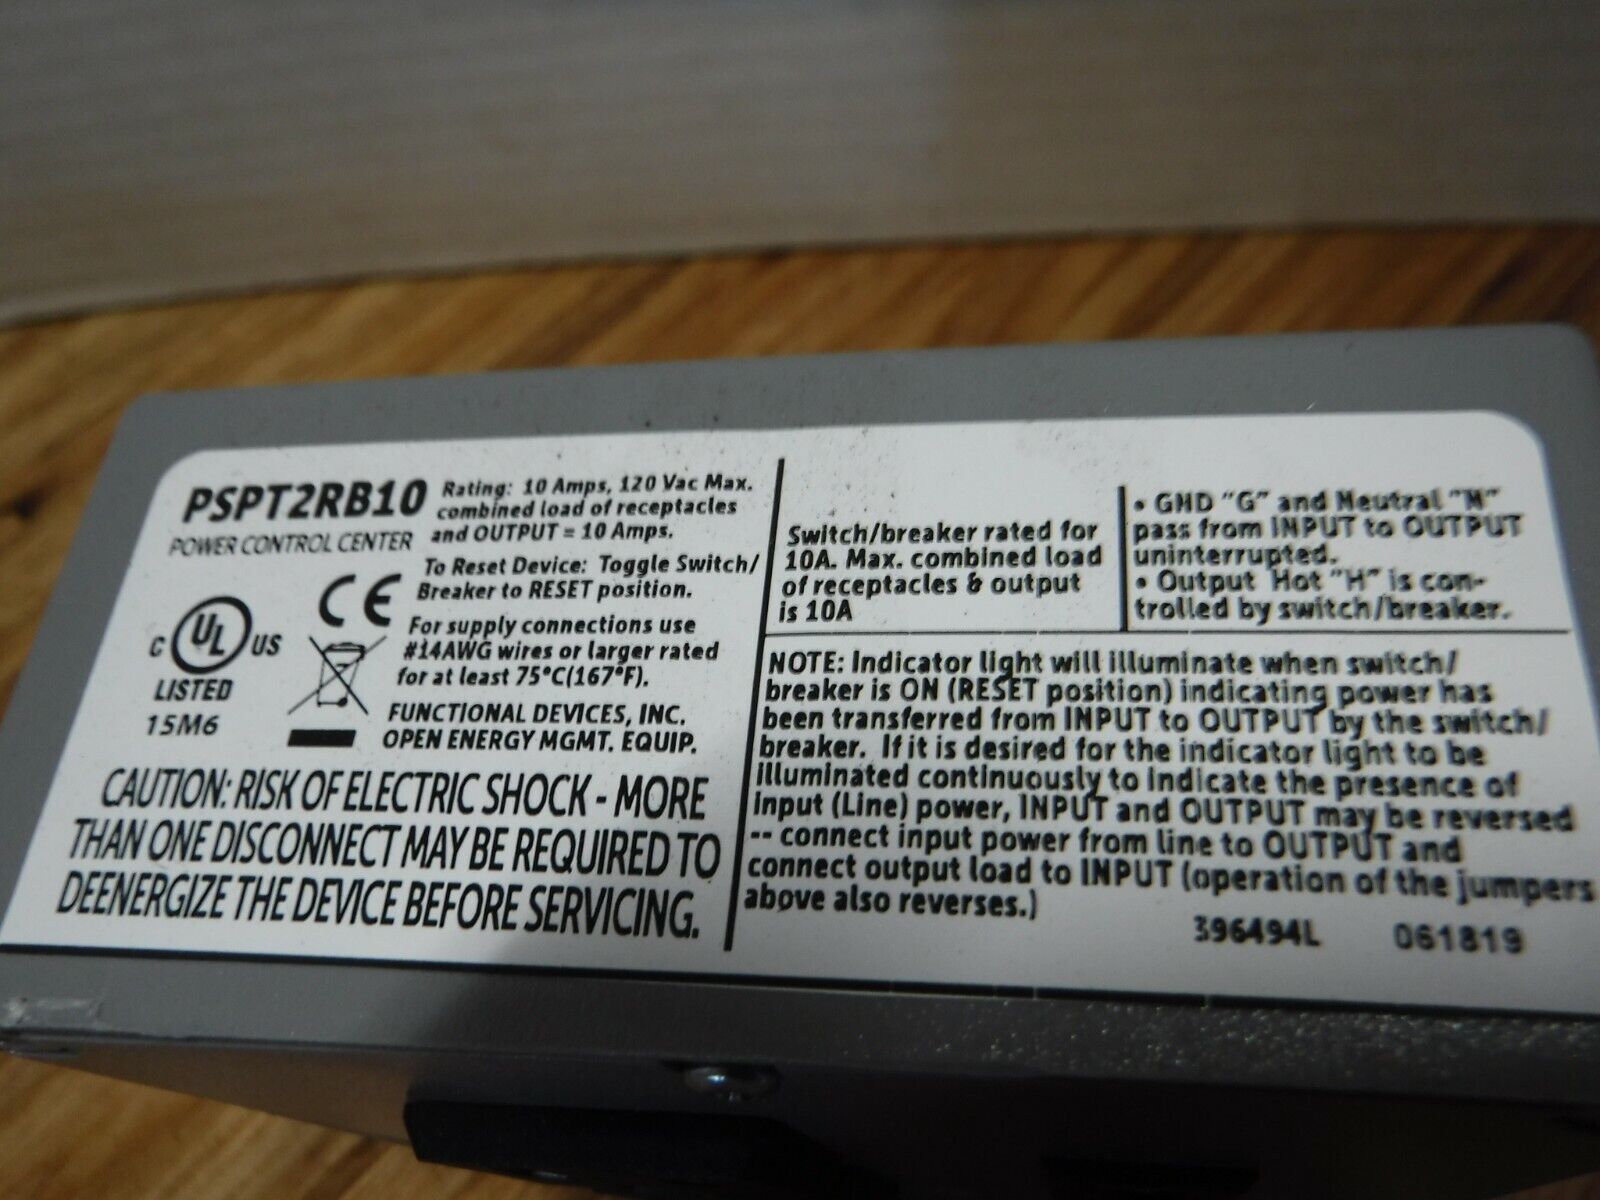 PSPT2RB10
POWER CONTROL CENTER
Rating: 10 Amps, 120 Vac Max.
combined load of receptacles
and OUTPUT = 10 Amps.
To Reset Device: Toggle Switch/
Breaker to RESET position.
For supply connections use
#14AWG wires or larger rated
for at least 75°C(167°F).
FUNCTIONAL DEVICES, INC.
OPEN ENERGY MGMT. EQUIP.
CE
C UL US
LISTED
15M6
CAUTION: RISK OF ELECTRIC SHOCK - MORE
THAN ONE DISCONNECT MAY BE REQUIRED TO
DEENERGIZE THE DEVICE BEFORE SERVICING.
Switch/breaker rated for
10A. Max. combined load
of receptacles & output
is 10A
• GND "G" and Neutral "N"
pass from INPUT to OUTPUT
uninterrupted.
• Output Hot "H" is con-
trolled by switch/breaker.
NOTE: Indicator light will illuminate when switch/
breaker is ON (RESET position) indicating power has
been transferred from INPUT to OUTPUT by the switch/
breaker. If it is desired for the indicator light to be
illuminated continuously to indicate the presence of
Input (Line) power, INPUT and OUTPUT may be reversed
-- connect input power from line to OUTPUT and
connect output load to INPUT (operation of the jumpers
above also reverses.)
396494L 061819